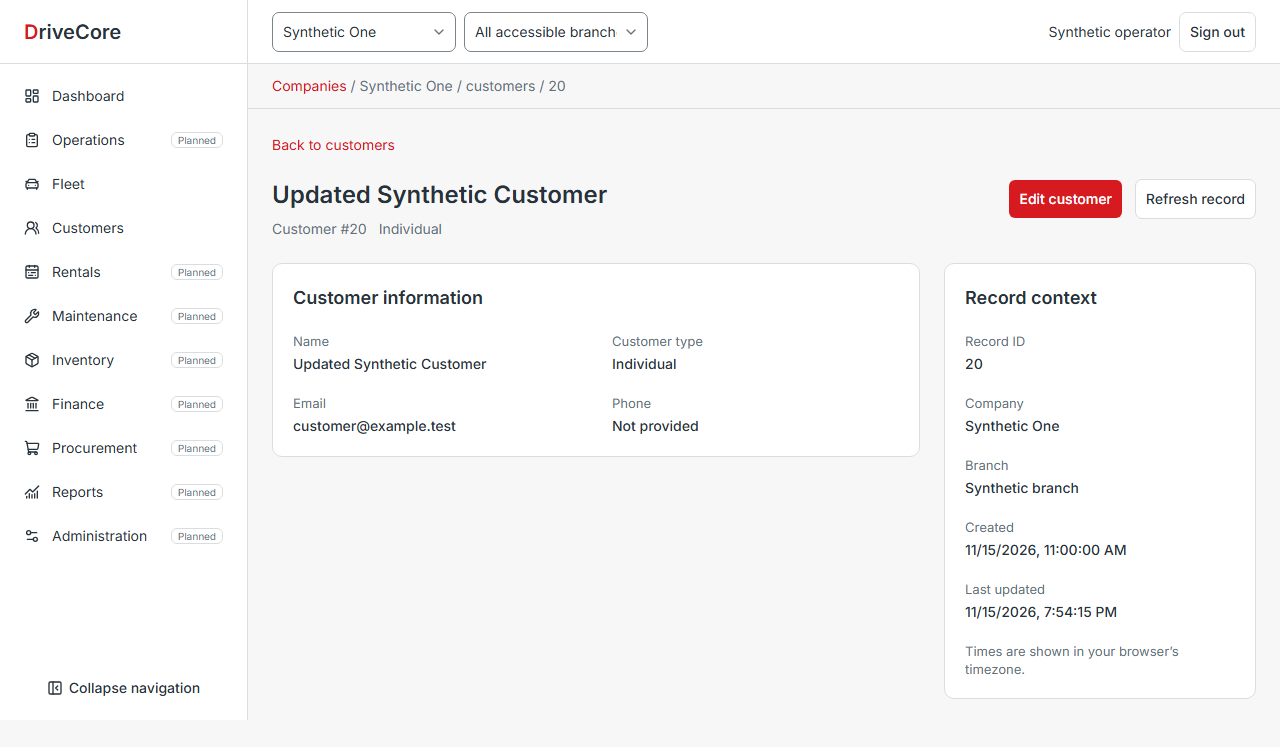 DriveCore
Synthetic One
All accessible branch
Synthetic operator
Sign out
Dashboard
Operations Planned
Fleet
Customers
Rentals Planned
Maintenance Planned
Inventory Planned
Finance Planned
Procurement Planned
Reports Planned
Administration Planned
Collapse navigation
Companies / Synthetic One / customers / 20
Back to customers
Updated Synthetic Customer
Customer #20 Individual
Edit customer
Refresh record
Customer information
Name
Updated Synthetic Customer
Customer type
Individual
Email
customer@example.test
Phone
Not provided
Record context
Record ID
20
Company
Synthetic One
Branch
Synthetic branch
Created
11/15/2026, 11:00:00 AM
Last updated
11/15/2026, 7:54:15 PM
Times are shown in your browser’s
timezone.